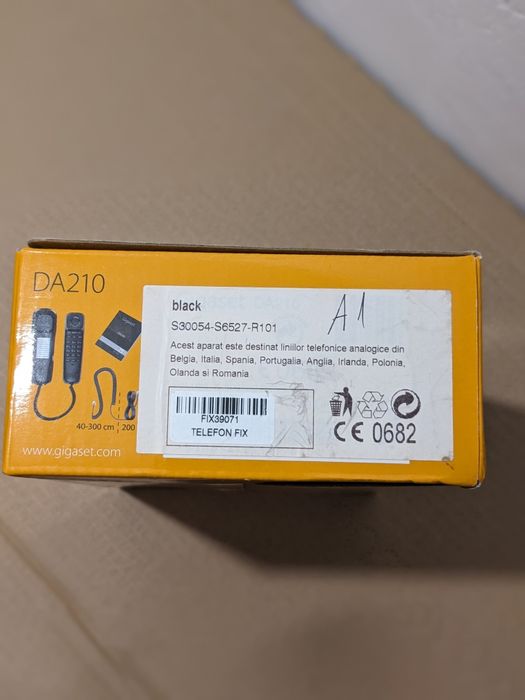 DA210
black
S30054-S6527-R101
A1
Acest aparat este destinat liniilor telefonice analogice din
Belgia, Italia, Spania, Portugalia, Anglia, Irlanda, Polonia,
Olanda si Romania
FIX39071
TELEFON FIX
CE 0682
40-300 cm | 200
www.gigaset.com